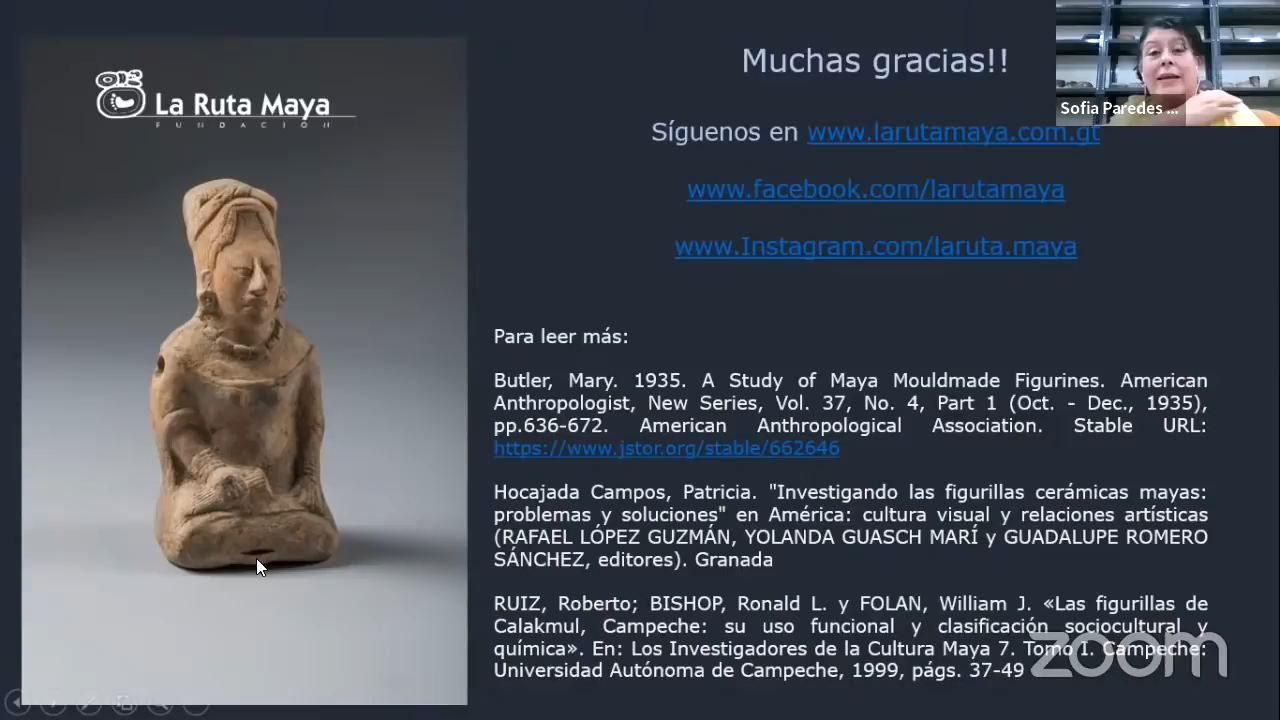 La Ruta Maya
FUNDACIÓN
Muchas gracias!!
Sofia Paredes ...
Síguenos en www.larutamaya.com.gt
www.facebook.com/larutamaya
www.Instagram.com/laruta.maya
Para leer más:
Butler, Mary. 1935. A Study of Maya Mouldmade Figurines. American
Anthropologist, New Series, Vol. 37, No. 4, Part 1 (Oct. - Dec., 1935),
pp.636-672. American Anthropological Association. Stable URL:
https://www.jstor.org/stable/662646
Hocajada Campos, Patricia. "Investigando las figurillas cerámicas mayas:
problemas y soluciones" en América: cultura visual y relaciones artísticas
(RAFAEL LÓPEZ GUZMÁN, YOLANDA GUASCH MARÍ y GUADALUPE ROMERO
SÁNCHEZ, editores). Granada
RUIZ, Roberto; BISHOP, Ronald L. y FOLAN, William J. «Las figurillas de
Calakmul, Campeche: su uso funcional y clasificación sociocultural y
química». En: Los Investigadores de la Cultura Maya 7. Tomo I. Campeche:
Universidad Autónoma de Campeche, 1999, págs. 37-49
zoom